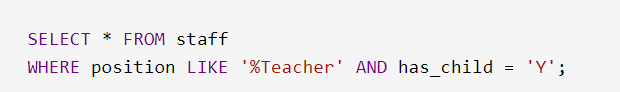 SELECT * FROM staff
WHERE position LIKE '%Teacher' AND has_child = 'Y';